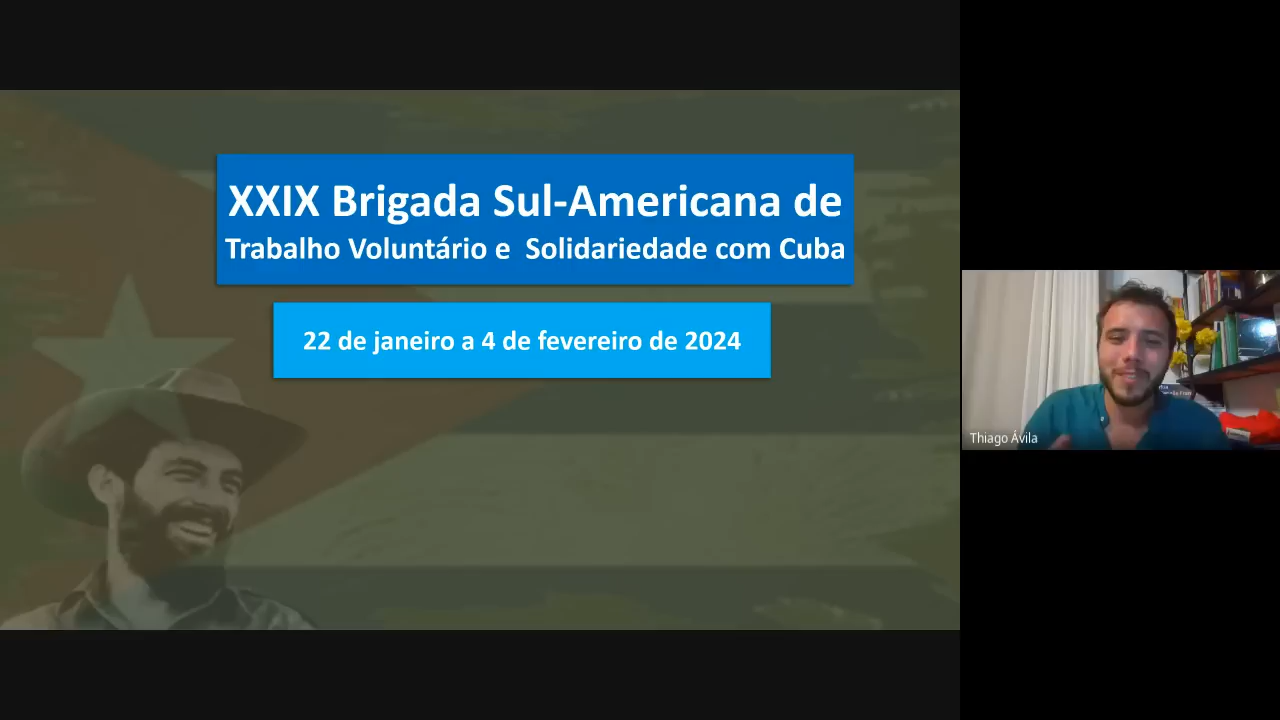 XXIX Brigada Sul-Americana de
Trabalho Voluntário e  Solidariedade com Cuba
22 de janeiro a 4 de fevereiro de 2024
Thiago Ávila